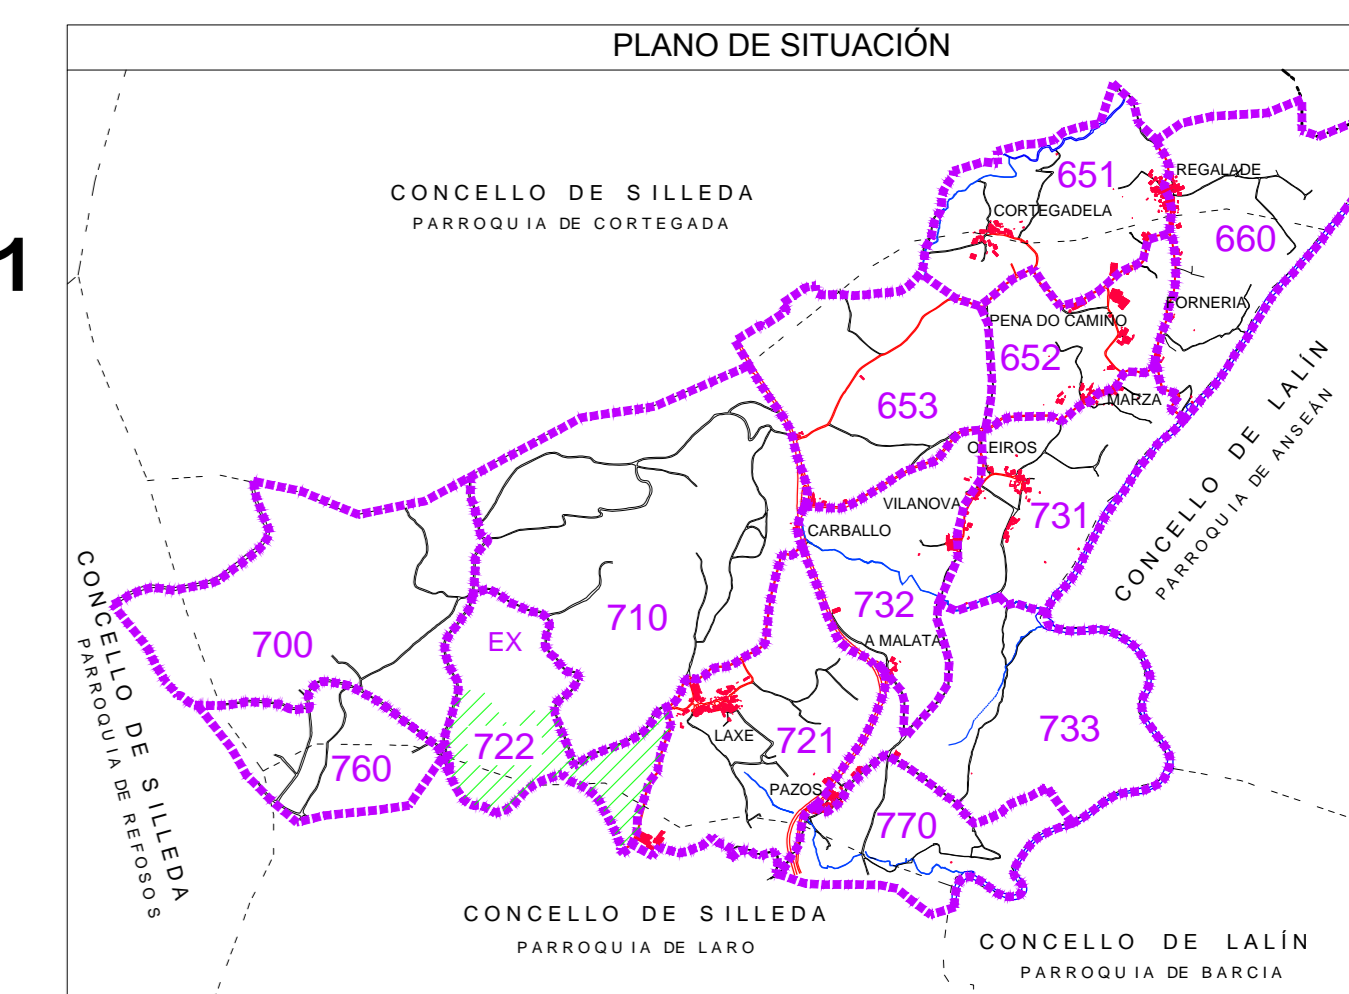 PLANO DE SITUACIÓN
1
CONCELLO DE SILLEDA
PARROQUIA DE CORTEGADA
651
REGALADE
CORTEGADELA
660
FORNERIA
PENA DO CAMIÑO
652
MARZA
653
OLEIROS
VILANOVA
731
CARBALLO
CONCELLO DE LALÍN
PARROQUIA DE ANSEÁN
732
710
A MALATA
700
EX
CONCELLO DE SILLEDA
PARROQUIA DE REFOSOS
733
722
LAXE
721
760
PAZOS
770
CONCELLO DE SILLEDA
PARROQUIA DE LARO
CONCELLO DE LALÍN
PARROQUIA DE BARCIA